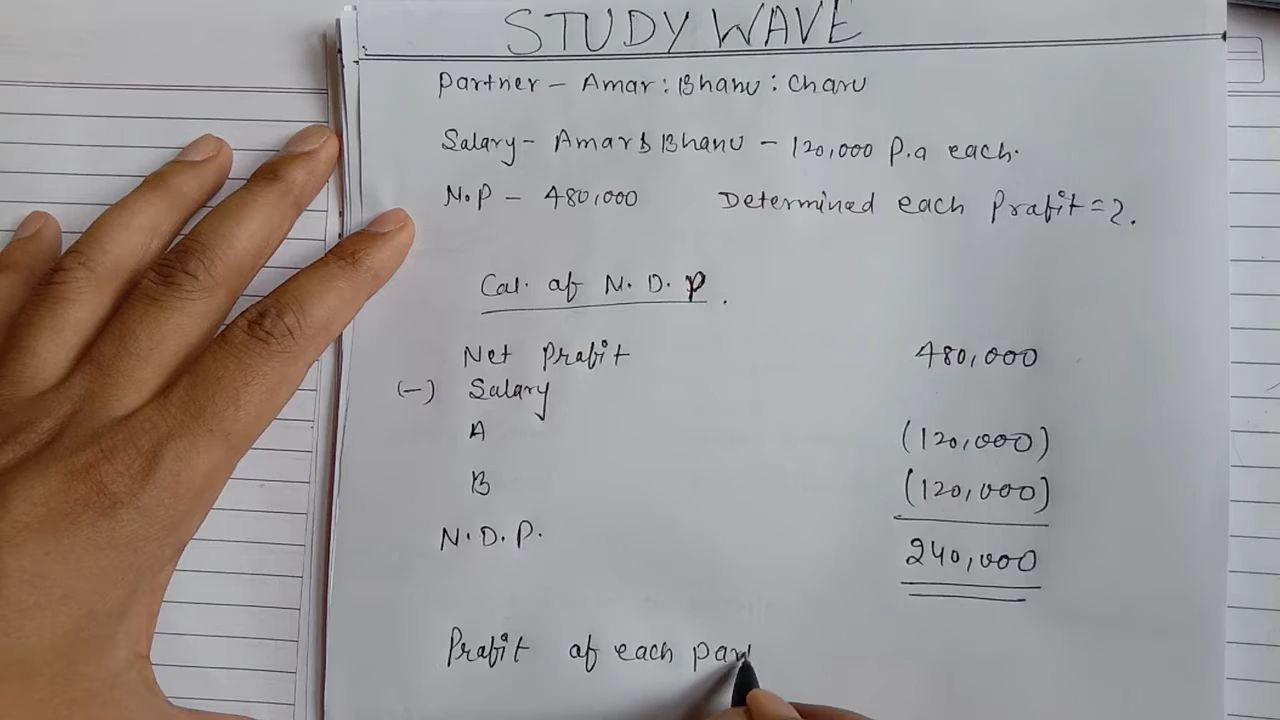 STUDY WAVE
Partner - Amar : Bhanu : Charu
Salary - Amar & Bhanu - 120,000 P.a each.
N.P - 480,000 Determined each Profit = ?.
Cal. of N. D. P.
Net Profit 480,000
(-) Salary
A (120,000)
B (120,000)
N.D.P. 240,000
Profit of each par